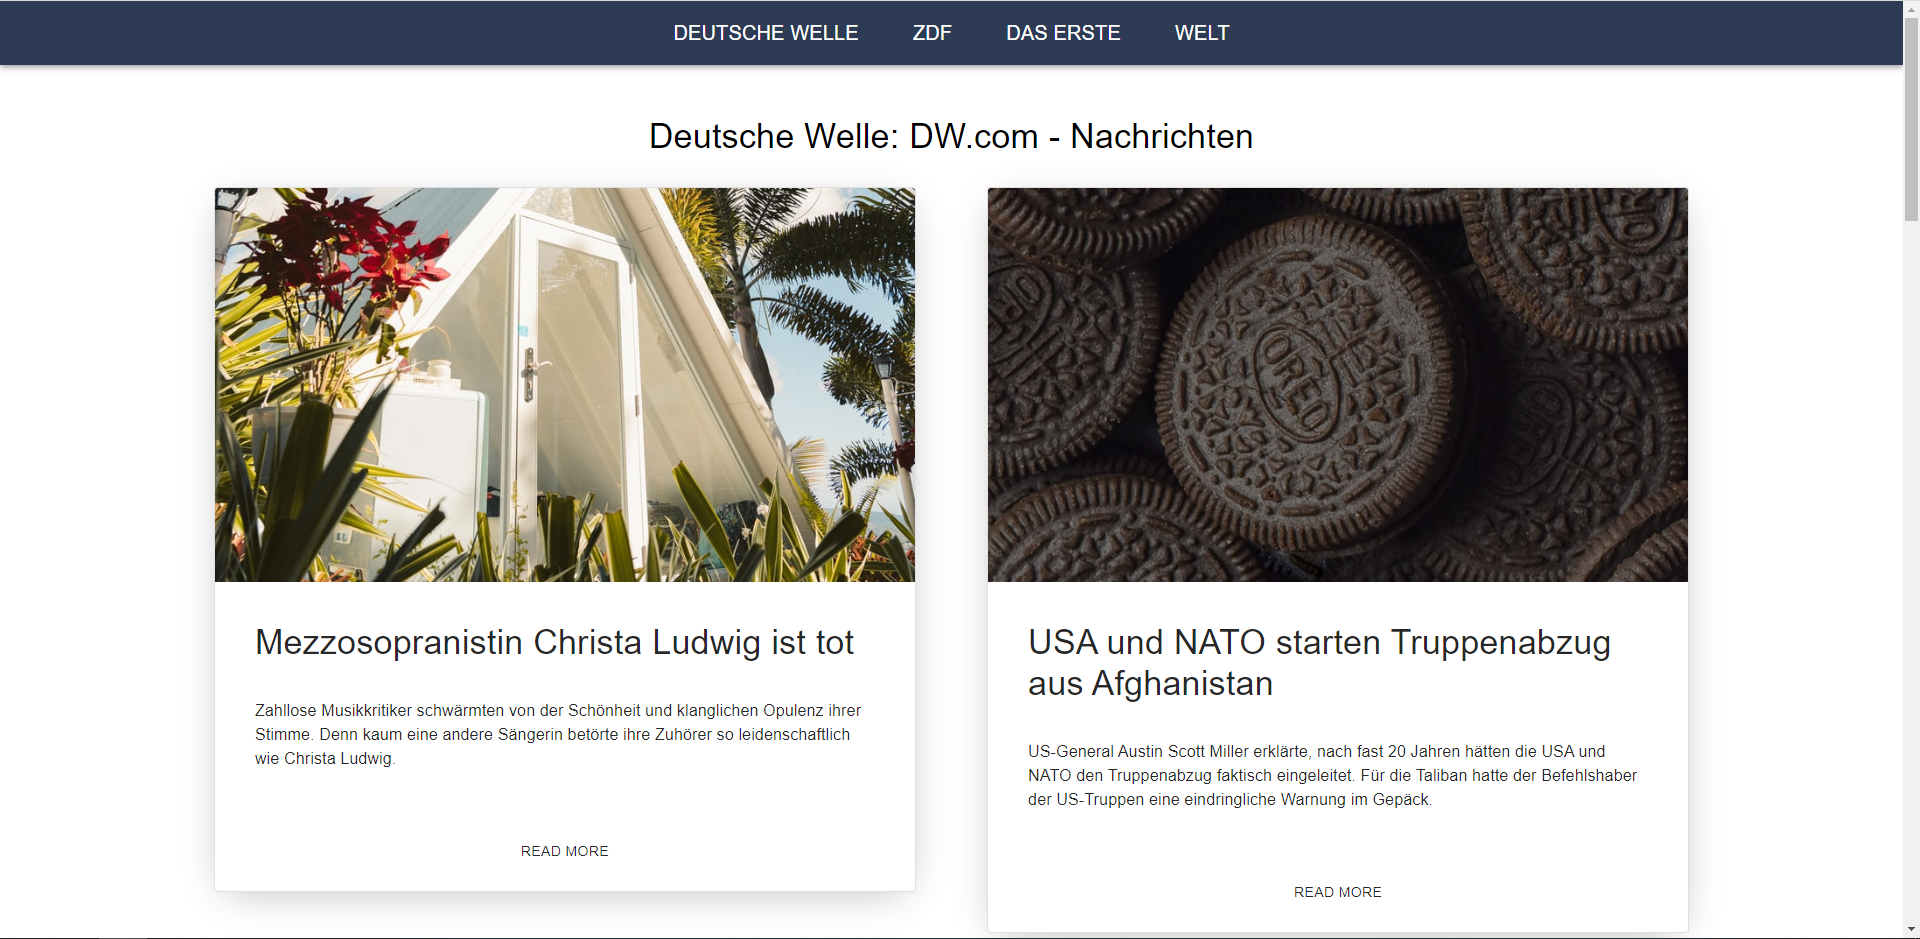 DEUTSCHE WELLE ZDF DAS ERSTE WELT
Deutsche Welle: DW.com - Nachrichten
OREO
OREO
OREO
Mezzosopranistin Christa Ludwig ist tot
Zahllose Musikkritiker schwärmten von der Schönheit und klanglichen Opulenz ihrer
Stimme. Denn kaum eine andere Sängerin betörte ihre Zuhörer so leidenschaftlich
wie Christa Ludwig.
READ MORE
USA und NATO starten Truppenabzug
aus Afghanistan
US-General Austin Scott Miller erklärte, nach fast 20 Jahren hätten die USA und
NATO den Truppenabzug faktisch eingeleitet. Für die Taliban hatte der Befehlshaber
der US-Truppen eine eindringliche Warnung im Gepäck.
READ MORE